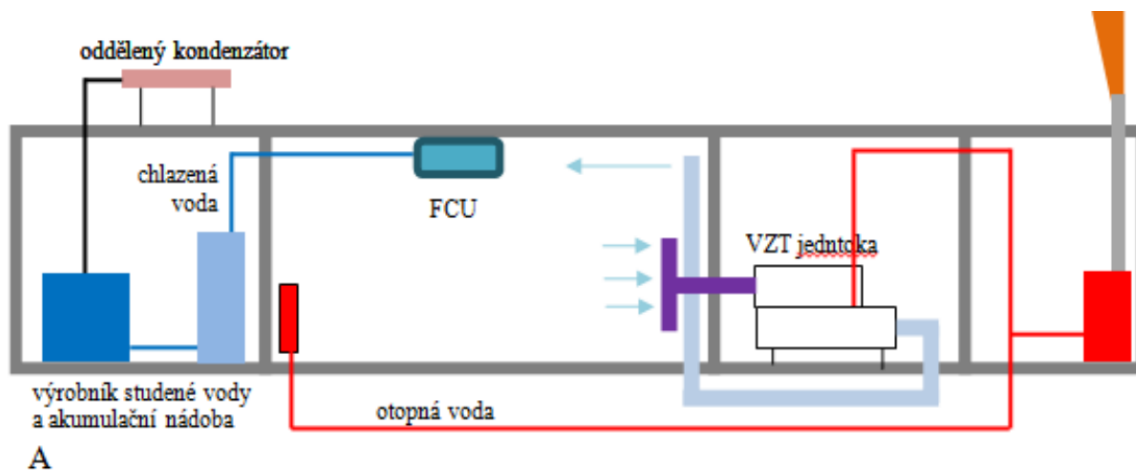 oddělený kondenzátor
chlazená
voda
FCU
VZT jedntoka
výrobník studené vody
a akumulační nádoba
otopná voda
A